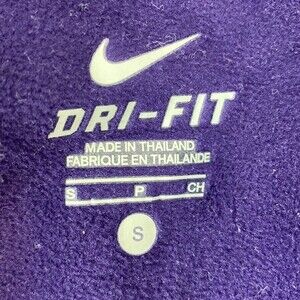 DRI-FIT
MADE IN THAILAND
FABRIQUE EN THAILANDE
S P CH
S